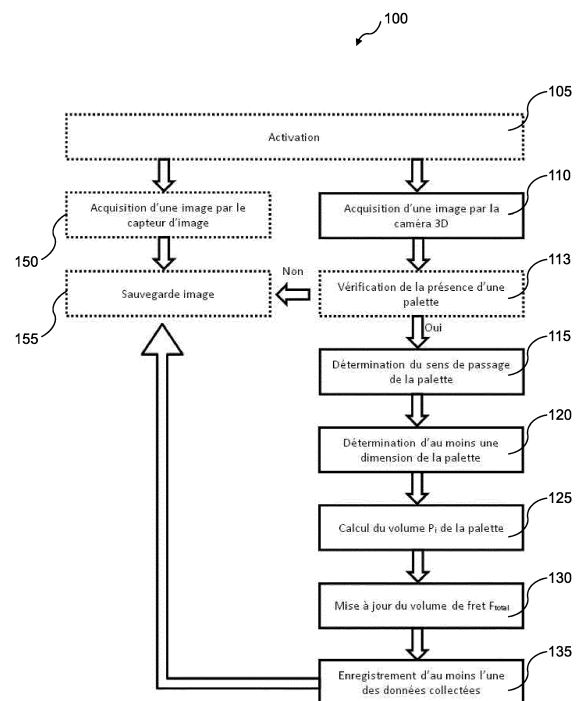 100
105
Activation
110
Acquisition d'une image par le
capteur d'image
150
Acquisition d'une image par la
caméra 3D
113
Non
Vérification de la présence d'une
palette
Sauvegarde image
155
Oui
115
Détermination du sens de passage
de la palette
120
Détermination d'au moins une
dimension de la palette
125
Calcul du volume Pi de la palette
130
Mise à jour du volume de fret Ftotal
135
Enregistrement d'au moins l'une
des données collectées